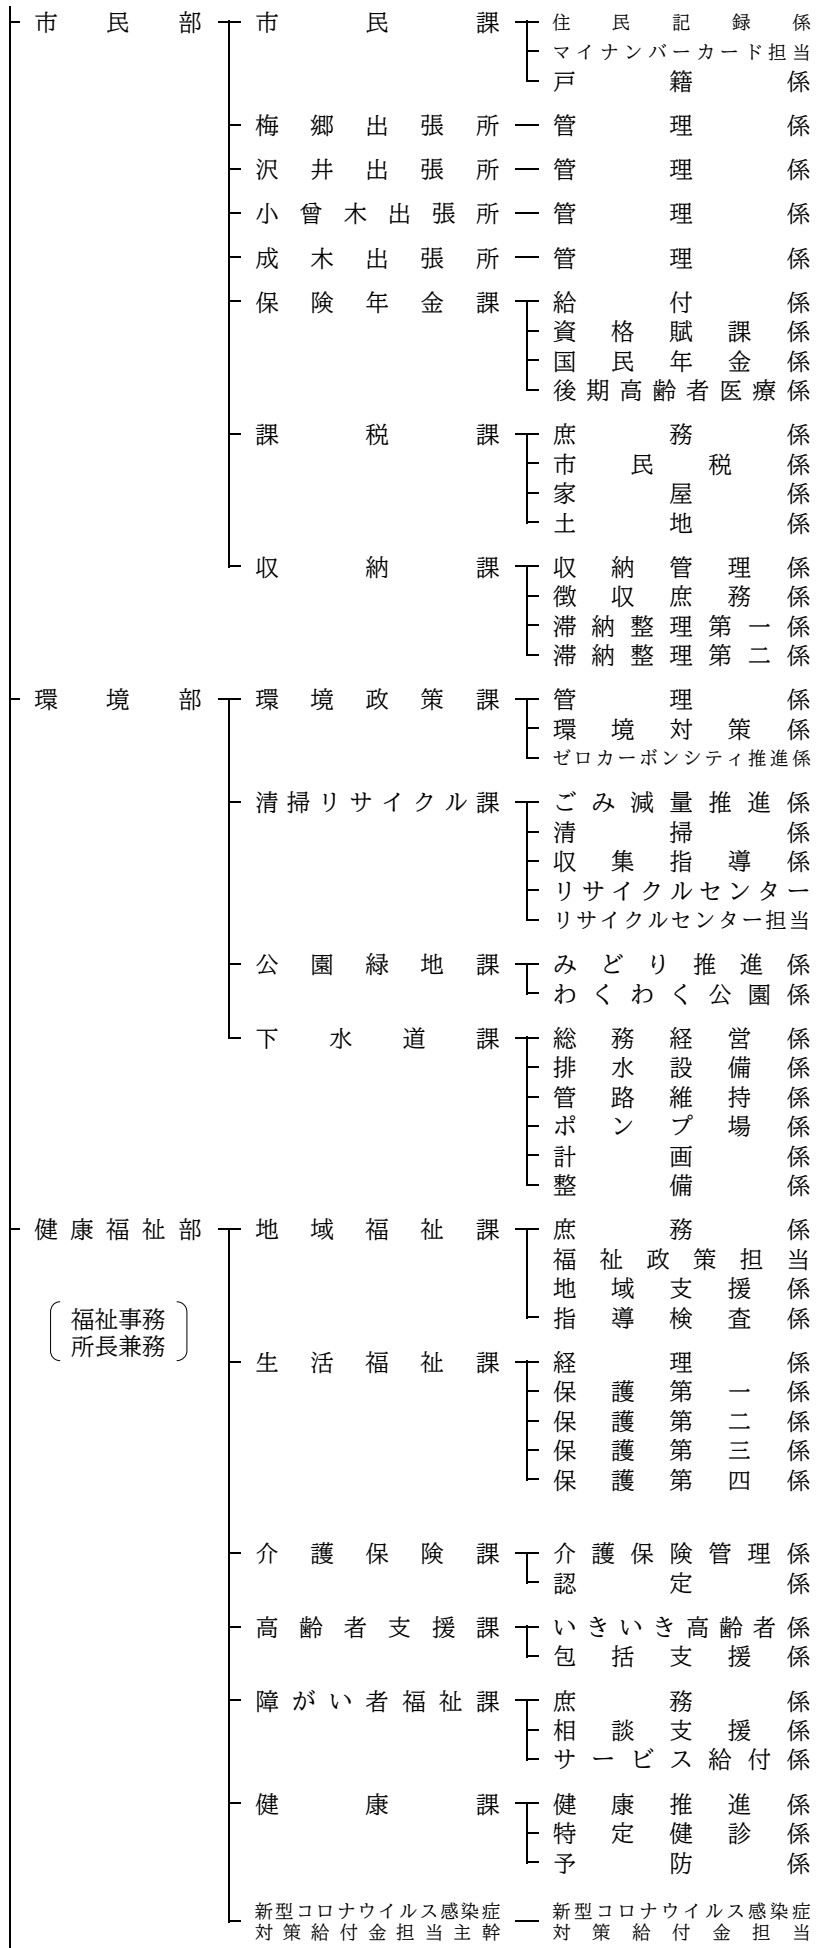 市民部 市民課 住民記録係
マイナンバーカード担当
戸籍係
梅郷出張所 管理係
沢井出張所 管理係
小曾木出張所 管理係
成木出張所 管理係
保険年金課 給付係
資格賦課係
国民年金係
後期高齢者医療係
課税課 庶務係
市民税係
家屋係
土地係
収納課 収納管理係
徴収庶務係
滞納整理第一係
滞納整理第二係
環境部 環境政策課 管理係
環境対策係
ゼロカーボンシティ推進係
清掃リサイクル課 ごみ減量推進係
清掃係
収集指導係
リサイクルセンター
リサイクルセンター担当
公園緑地課 みどり推進係
わくわく公園係
下水道課 総務経営係
排水設備係
管路維持係
ポンプ場係
計画係
整備係
健康福祉部 地域福祉課 庶務係
福祉政策担当
地域支援係
福祉事務
所長兼務
指導検査係
生活福祉課 経理係
保護第一係
保護第二係
保護第三係
保護第四係
介護保険課 介護保険管理係
認定係
高齢者支援課 いきいき高齢者係
包括支援係
障がい者福祉課 庶務係
相談支援係
サービス給付係
健康課 健康推進係
特定健診係
予防係
新型コロナウイルス感染症 新型コロナウイルス感染症
対策給付金担当主幹 対策給付金担当